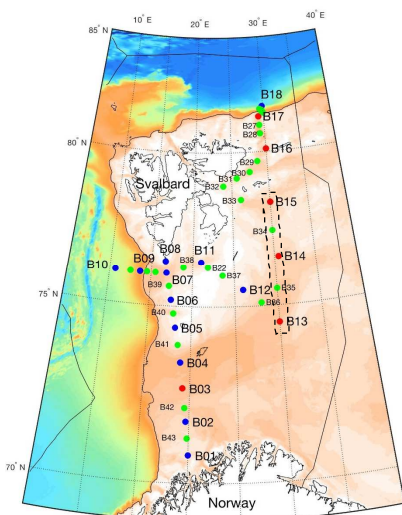 10° E
20° E
30° E
40° E
85° N
B18
B17
B27
B28
80° N
B16
B29
B30
B31
B32
Svalbard
B33
B15
B34
B08
B11
B10
B09
B38
B22
B14
B07
B37
B39
B12
B35
75° N
B06
B36
B40
B13
B05
B41
B04
B03
B42
B02
B43
70° N
B01
Norway